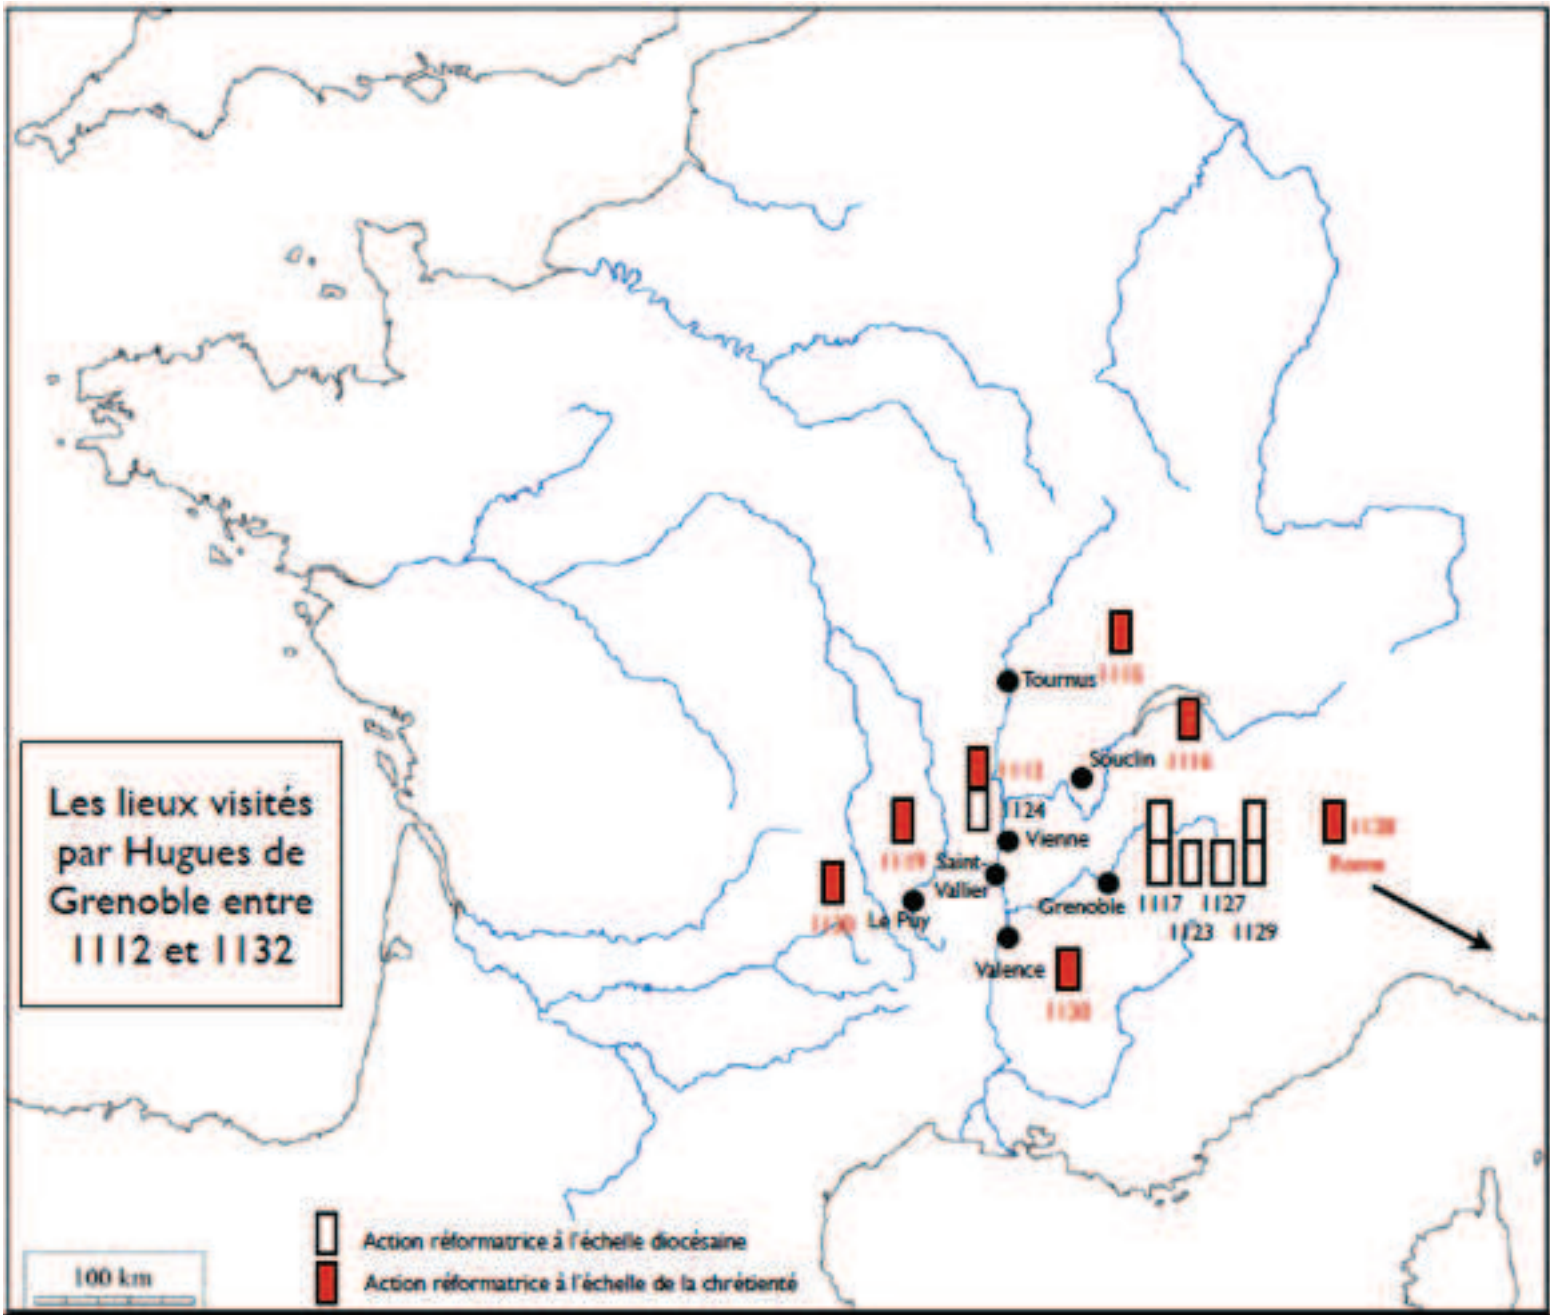 Tournus
Souclin
1116
1124
Vienne
Saint-
Vallier
Le Puy
Grenoble
1117
1127
1123
1129
Rome
Valence
1130
Les lieux visités
par Hugues de
Grenoble entre
1112 et 1132
Action réformatrice à l'échelle diocésaine
Action réformatrice à l'échelle de la chrétienté
100 km